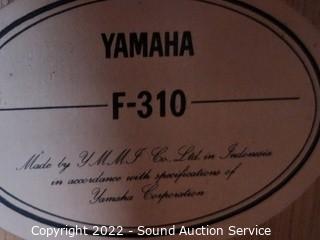 YAMAHA
F-310
Made by YMMI Co., Ltd. in Indonesia
in accordance with specifications of
Yamaha Corporation
Copyright 2022 - Sound Auction Service